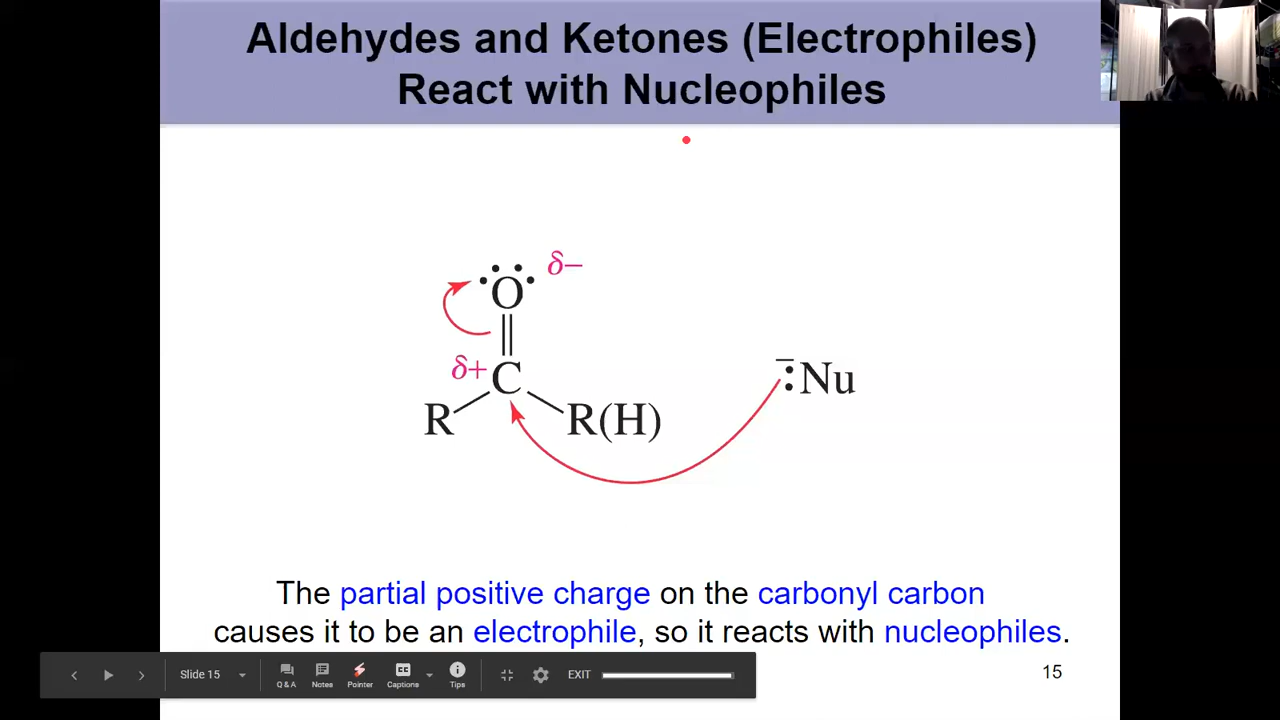 Aldehydes and Ketones (Electrophiles)
React with Nucleophiles
δ−
O
δ+
C
R
R(H)
−:Nu
The partial positive charge on the carbonyl carbon
causes it to be an electrophile, so it reacts with nucleophiles.
15
Slide 15
Q & A
Notes
Pointer
CC
Captions
Tips
EXIT